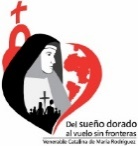 Del sueño dorado
al vuelo sin fronteras
Venerable Catalina de María Rodríguez